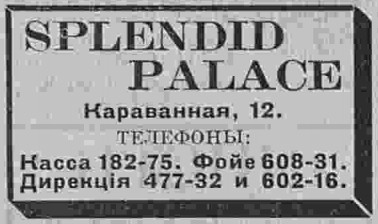 SPLENDID
PALACE
Караванная, 12.
ТЕЛЕФОНЫ:
Касса 182-75. Фойе 608-31.
Дирекція 477-32 и 602-16.